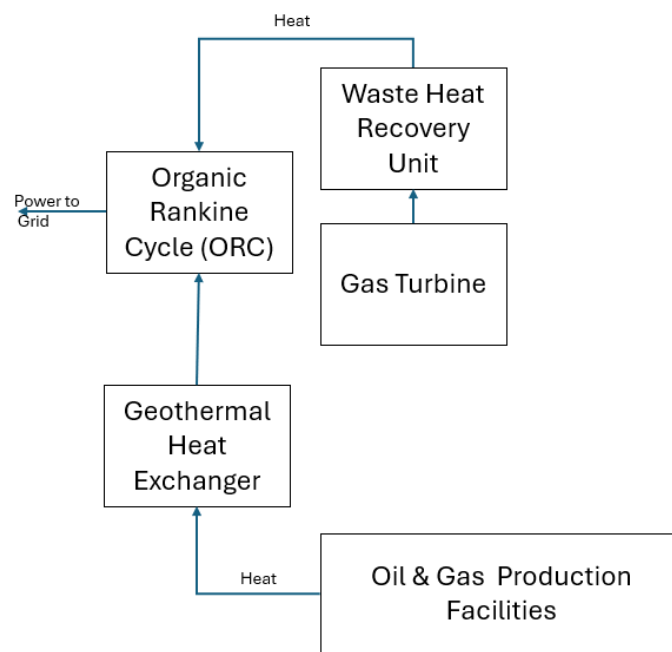 Heat
Waste Heat
Recovery
Unit
Organic
Rankine
Cycle (ORC)
Power to
Grid
Gas Turbine
Geothermal
Heat
Exchanger
Heat
Oil & Gas  Production
Facilities